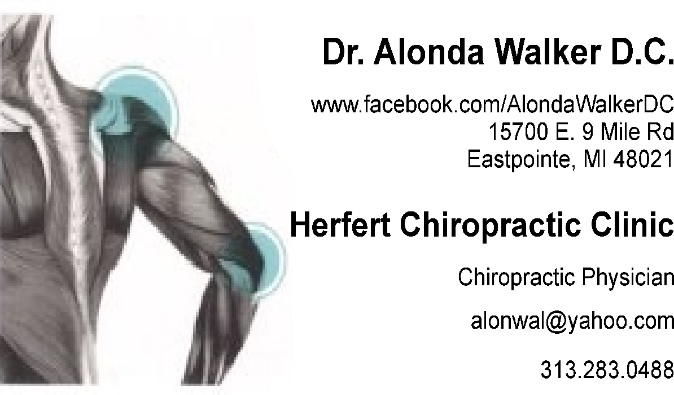 Dr. Alonda Walker D.C.
www.facebook.com/AlondaWalkerDC
15700 E. 9 Mile Rd
Eastpointe, MI 48021
Herfert Chiropractic Clinic
Chiropractic Physician
alonwal@yahoo.com
313.283.0488